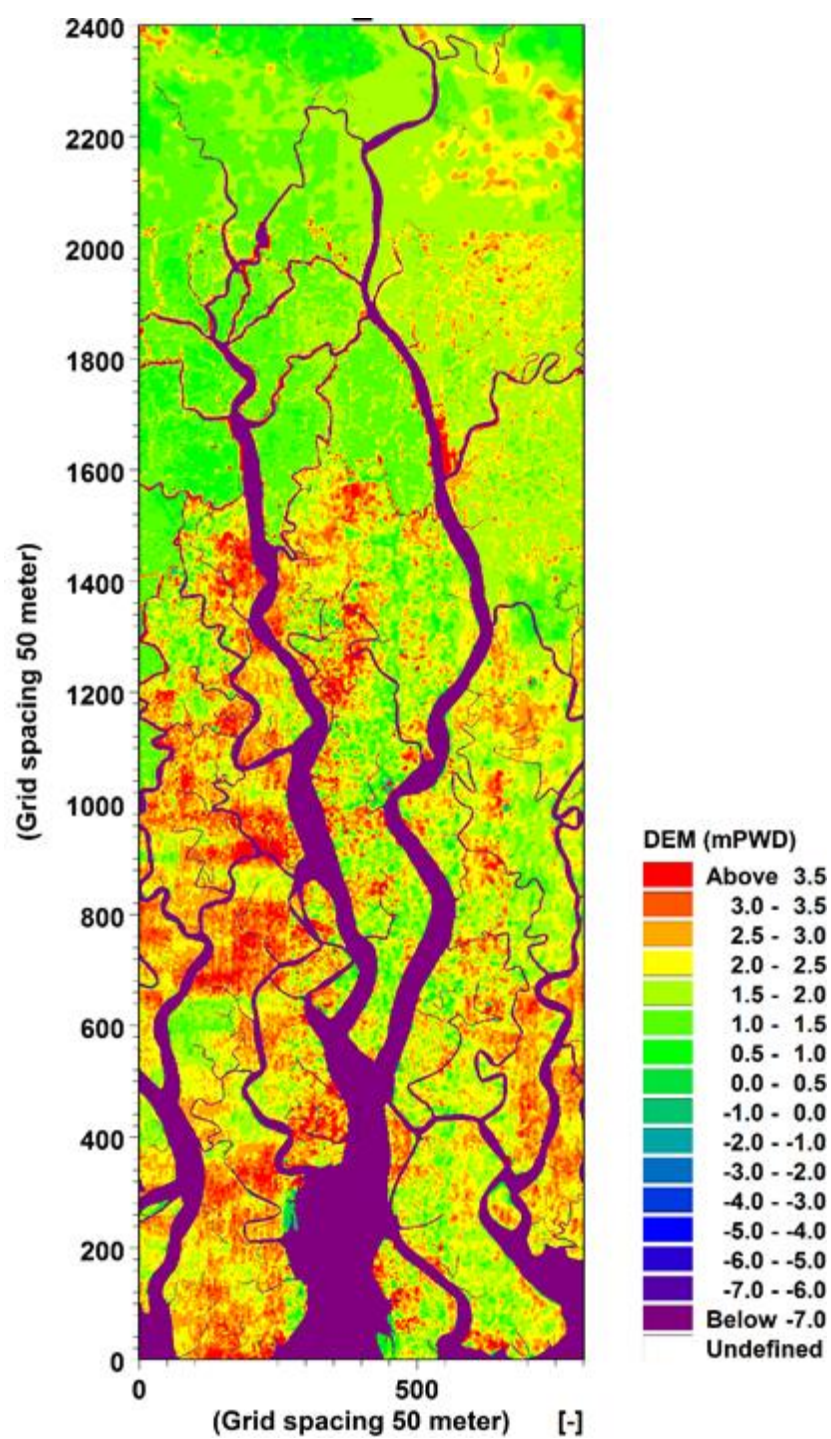 2400
2200
2000
1800
1600
1400
1200
1000
800
600
400
200
0
(Grid spacing 50 meter)
0 500
(Grid spacing 50 meter) [-]
DEM (mPWD)
Above 3.5
3.0 - 3.5
2.5 - 3.0
2.0 - 2.5
1.5 - 2.0
1.0 - 1.5
0.5 - 1.0
0.0 - 0.5
-1.0 - 0.0
-2.0 - -1.0
-3.0 - -2.0
-4.0 - -3.0
-5.0 - -4.0
-6.0 - -5.0
-7.0 - -6.0
Below -7.0
Undefined